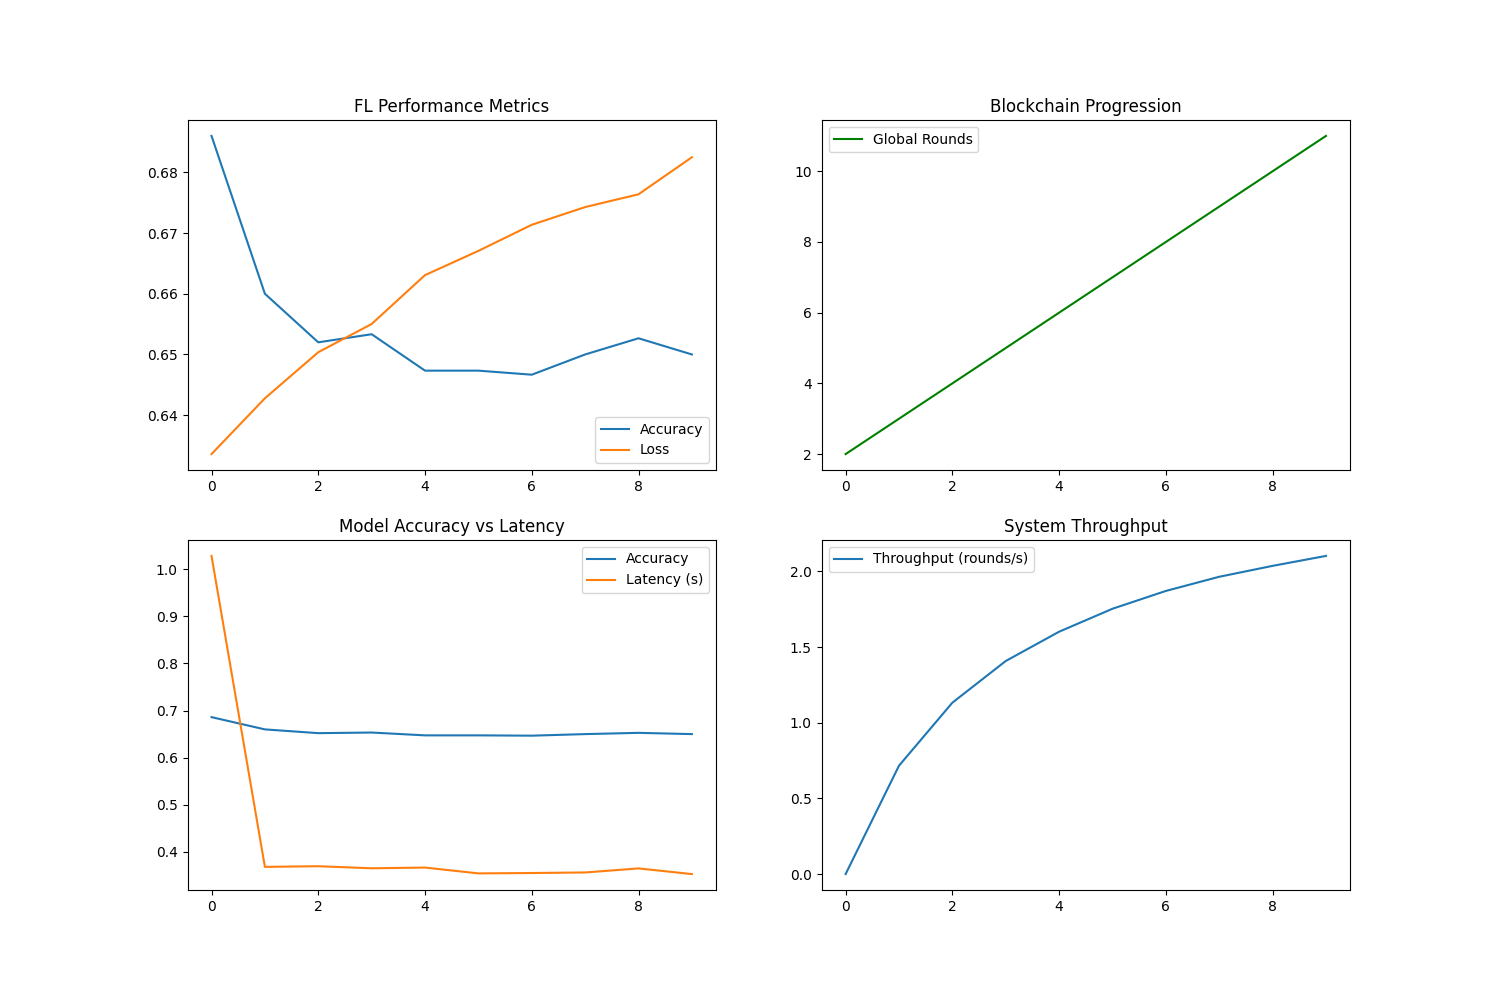 FL Performance Metrics
0.68
0.67
0.66
0.65
0.64
Accuracy
Loss
0 2 4 6 8
Blockchain Progression
Global Rounds
10
8
6
4
2
0 2 4 6 8
Model Accuracy vs Latency
Accuracy
Latency (s)
1.0
0.9
0.8
0.7
0.6
0.5
0.4
0 2 4 6 8
System Throughput
Throughput (rounds/s)
2.0
1.5
1.0
0.5
0.0
0 2 4 6 8